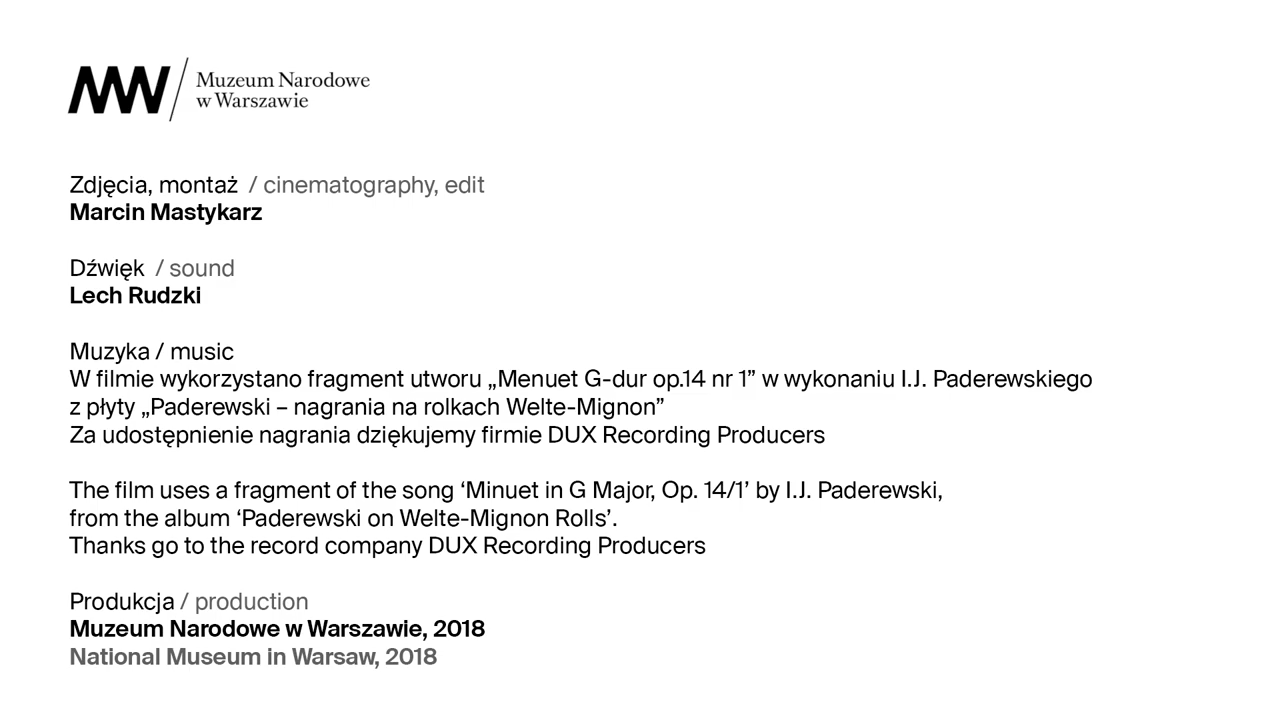 MW / Muzeum Narodowe
w Warszawie
Zdjęcia, montaż / cinematography, edit
Marcin Mastykarz
Dźwięk / sound
Lech Rudzki
Muzyka / music
W filmie wykorzystano fragment utworu „Menuet G-dur op.14 nr 1” w wykonaniu I.J. Paderewskiego
z płyty „Paderewski – nagrania na rolkach Welte-Mignon”
Za udostępnienie nagrania dziękujemy firmie DUX Recording Producers
The film uses a fragment of the song ‘Minuet in G Major, Op. 14/1’ by I.J. Paderewski,
from the album ‘Paderewski on Welte-Mignon Rolls’.
Thanks go to the record company DUX Recording Producers
Produkcja / production
Muzeum Narodowe w Warszawie, 2018
National Museum in Warsaw, 2018